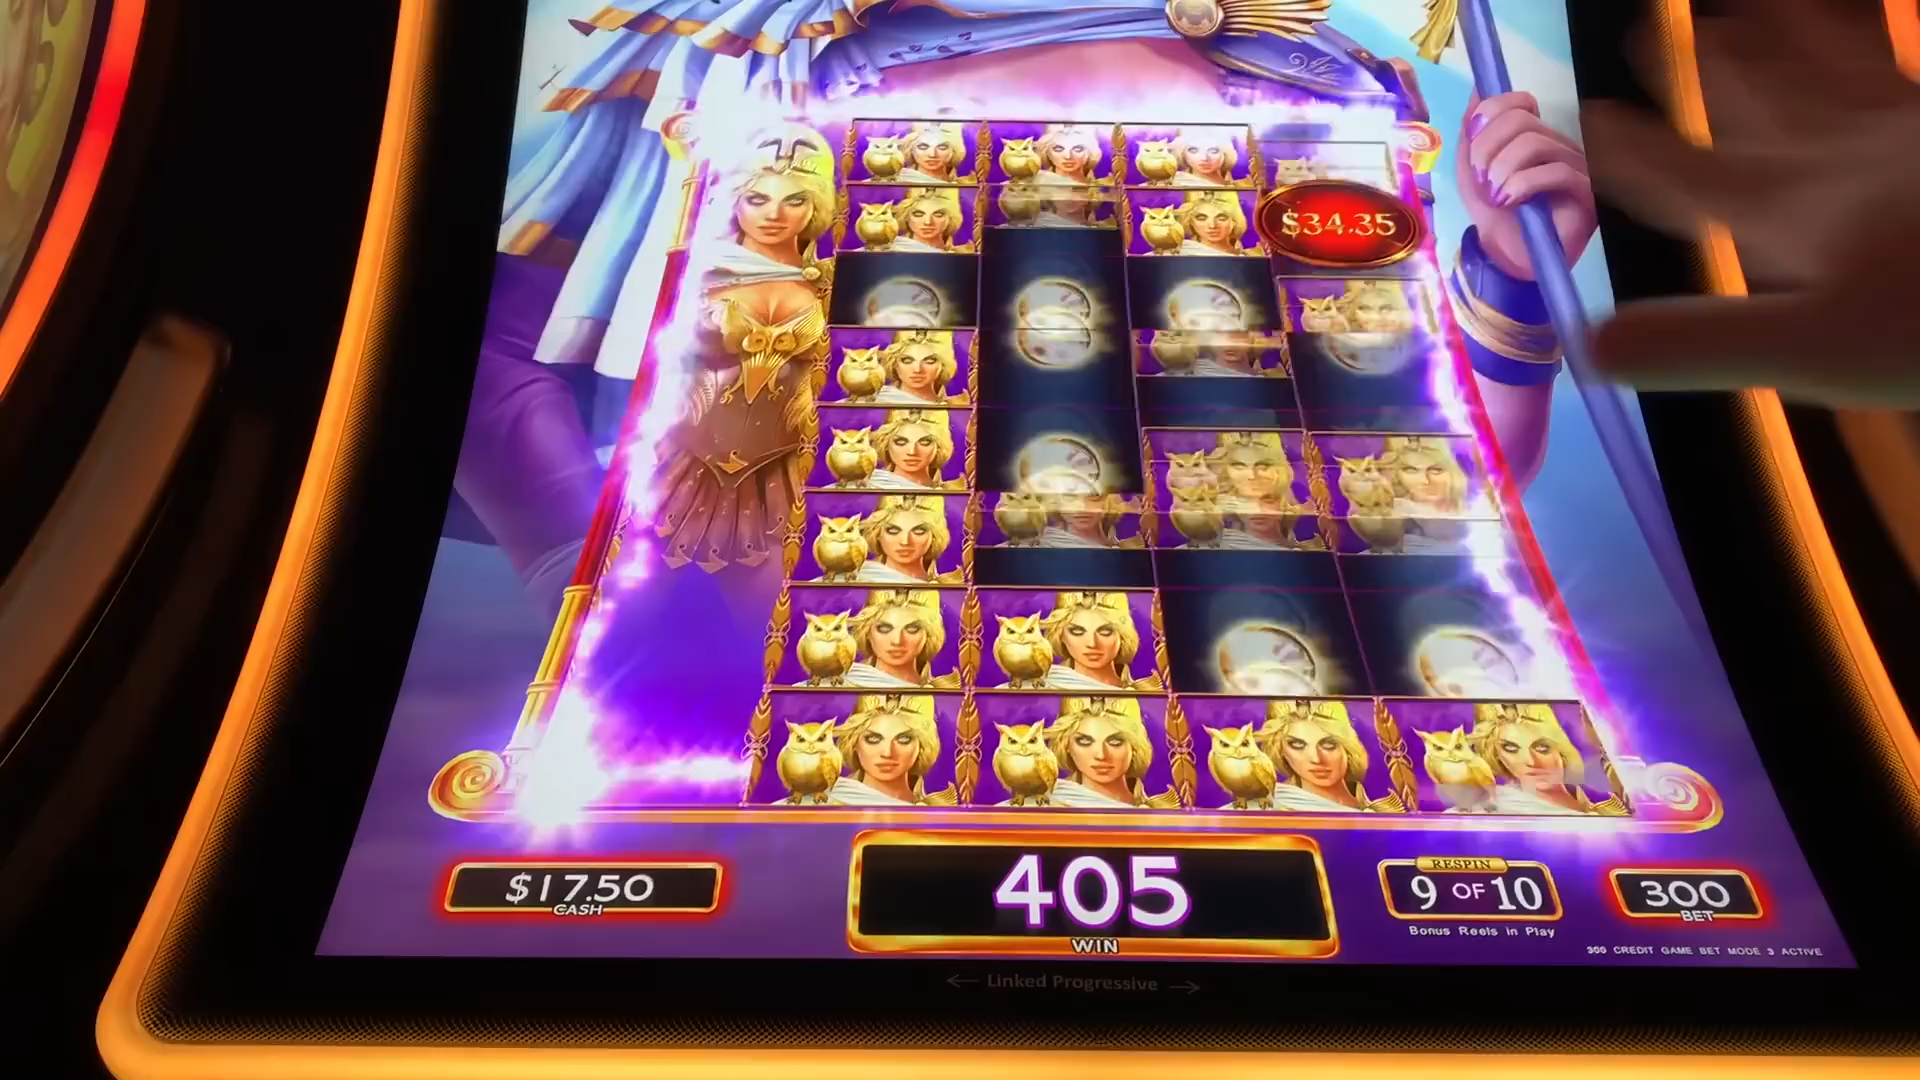 $34.35
$17.50
CASH
405
WIN
RESPIN
9 OF 10
Bonus Reels in Play
300
BET
300 CREDIT GAME BET MODE 3 ACTIVE
← Linked Progressive →